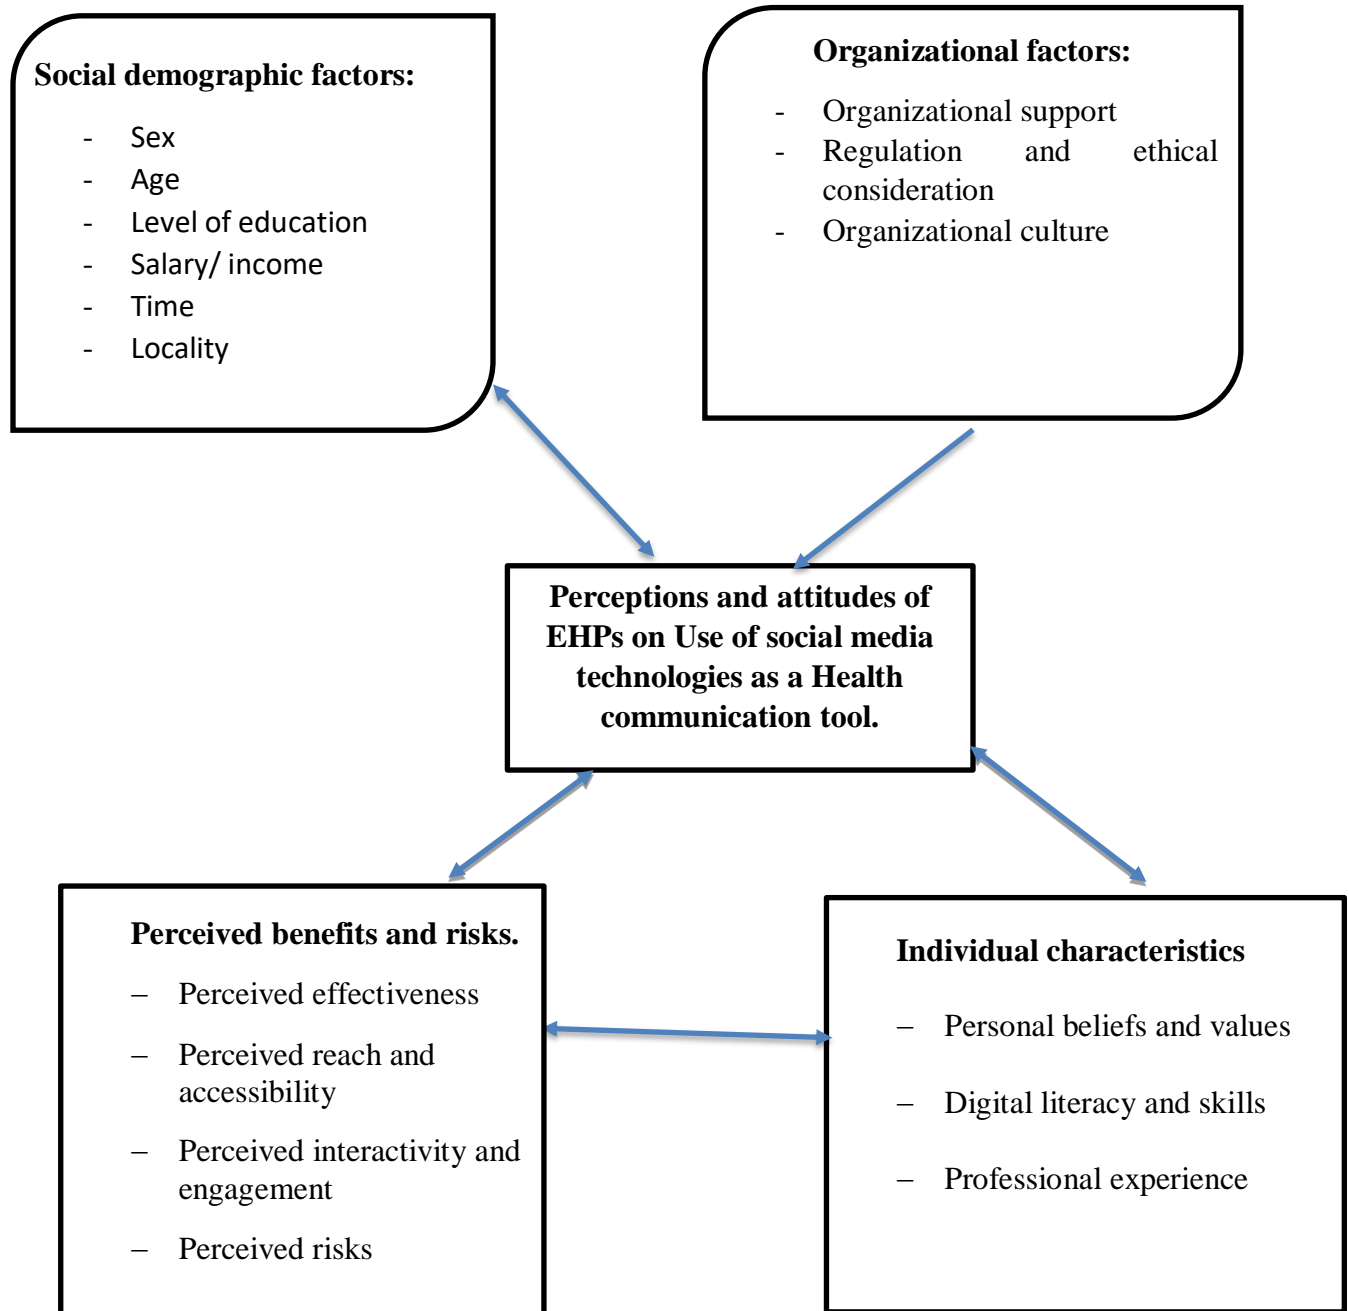 Social demographic factors:
- Sex
- Age
- Level of education
- Salary/ income
- Time
- Locality
Organizational factors:
- Organizational support
- Regulation and ethical
consideration
- Organizational culture
Perceptions and attitudes of
EHPs on Use of social media
technologies as a Health
communication tool.
Perceived benefits and risks.
– Perceived effectiveness
– Perceived reach and
accessibility
– Perceived interactivity and
engagement
– Perceived risks
Individual characteristics
– Personal beliefs and values
– Digital literacy and skills
– Professional experience